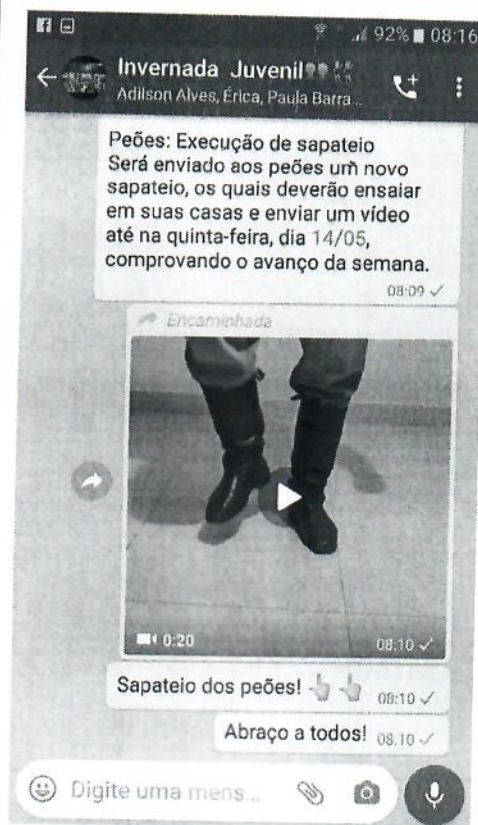 92% 08:16
Invernada Juvenil
Adilson Alves, Érica, Paula Barra...
Peões: Execução de sapateio
Será enviado aos peões um novo
sapateio, os quais deverão ensaiar
em suas casas e enviar um vídeo
até na quinta-feira, dia 14/05,
comprovando o avanço da semana.
08:09
Encaminhada
0:20 08:10
Sapateio dos peões! 08:10
Abraço a todos! 08:10
Digite uma mens...